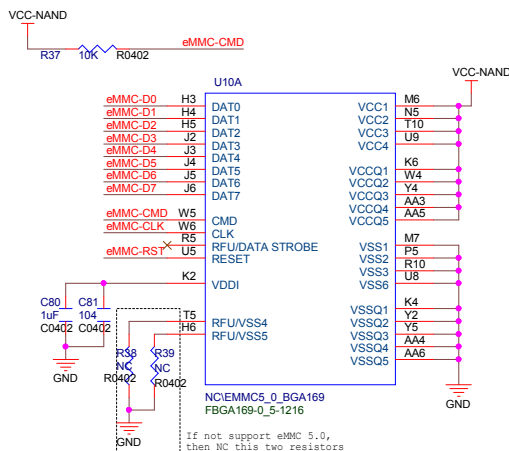 VCC-NAND
eMMC-CMD
R37 10K R0402
U10A
VCC-NAND
eMMC-D0 H3 DAT0 VCC1 M6
eMMC-D1 H4 DAT1 VCC2 N5
eMMC-D2 H5 DAT2 VCC3 T10
eMMC-D3 J2 DAT3 VCC4 U9
eMMC-D4 J3 DAT4
eMMC-D5 J4 DAT5 VCCQ1 K6
eMMC-D6 J5 DAT6 VCCQ2 W4
eMMC-D7 J6 DAT7 VCCQ3 Y4
VCCQ4 AA3
eMMC-CMD W5 CMD VCCQ5 AA5
eMMC-CLK W6 CLK
R5 RFU/DATA STROBE VSS1 M7
eMMC-RST U5 RESET VSS2 P5
VSS3 R10
K2 VDDI VSS6 U8
C80 C81
1uF 104
C0402 C0402
VSSQ1 K4
T5 RFU/VSS4 VSSQ2 Y2
H6 RFU/VSS5 VSSQ3 Y5
VSSQ4 AA4
VSSQ5 AA6
R38 R39
NC NC
R0402 R0402
GND
GND
GND
NC\EMMC5_0_BGA169
FBGA169-0_5-1216
If not support eMMC 5.0,
then NC this two resistors